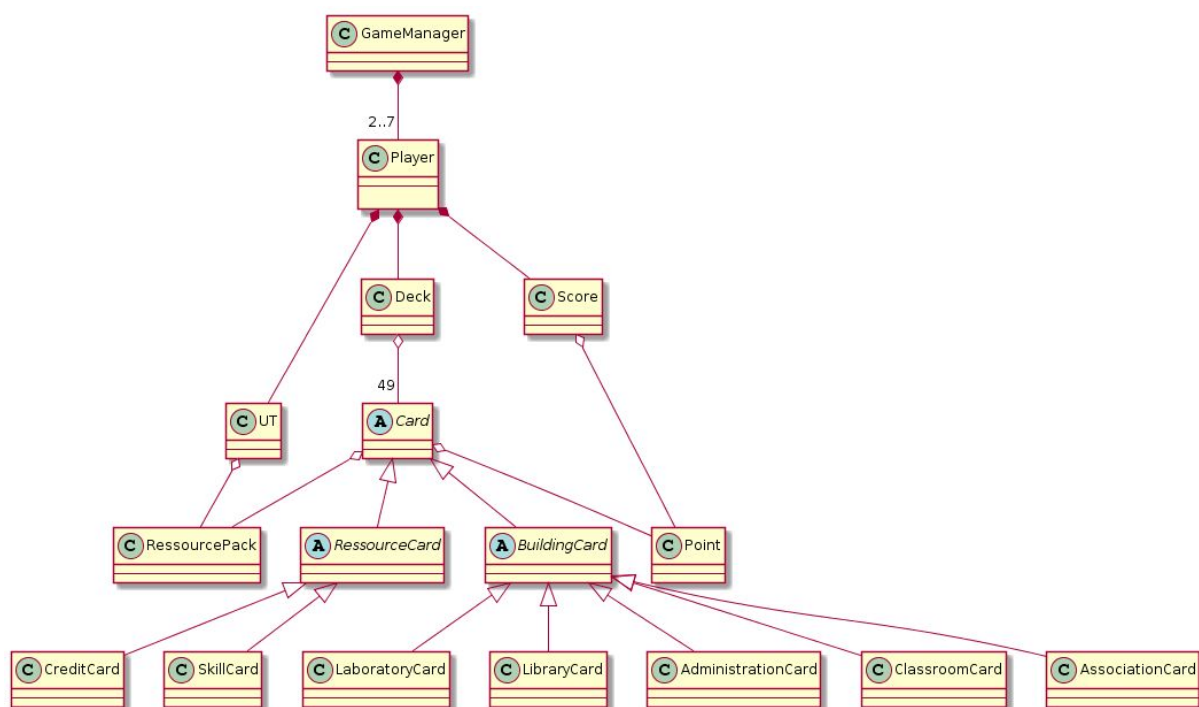 C GameManager
2..7
C Player
C Deck
C Score
49
C UT
A Card
C RessourcePack
A RessourceCard
A BuildingCard
C Point
C CreditCard
C SkillCard
C LaboratoryCard
C LibraryCard
C AdministrationCard
C ClassroomCard
C AssociationCard